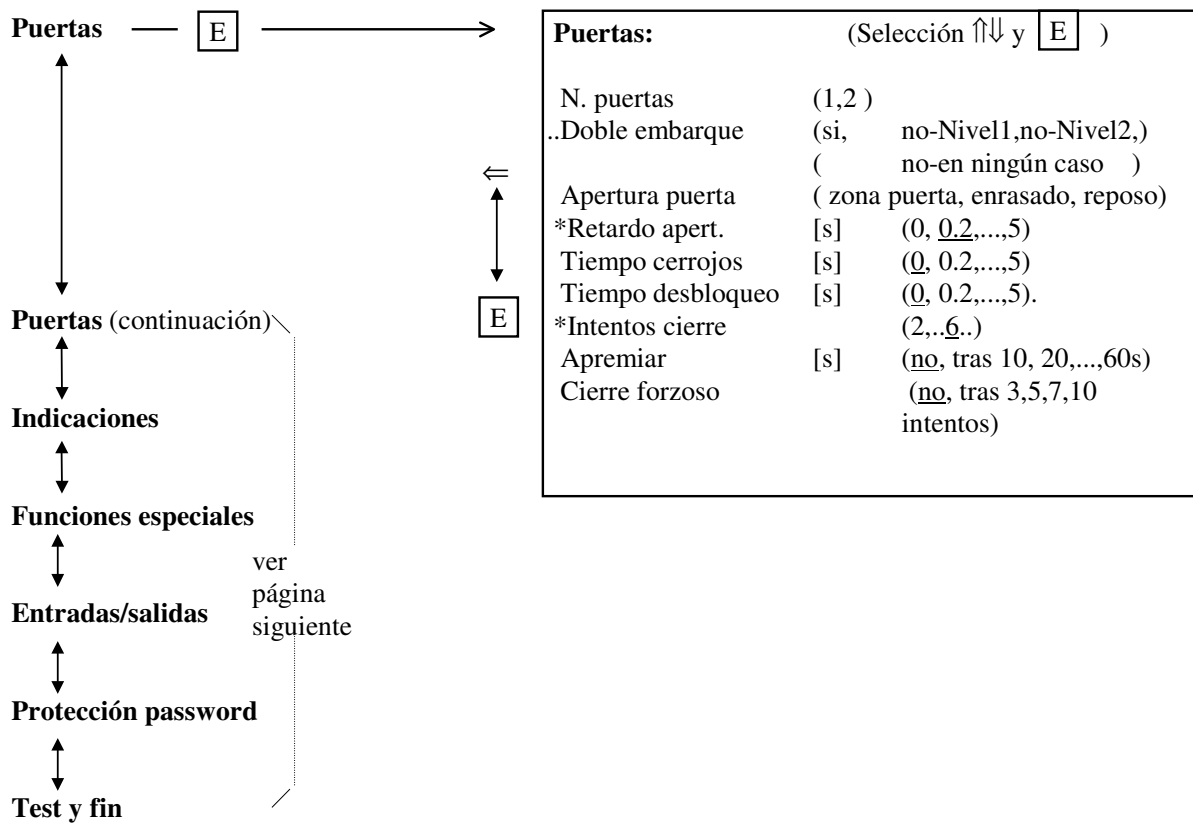 Puertas E
Puertas: (Selección ⇑⇓ y E )
N. puertas (1,2 )
..Doble embarque (si, no-Nivel1,no-Nivel2,)
( no-en ningún caso )
⇐
Apertura puerta ( zona puerta, enrasado, reposo)
*Retardo apert. [s] (0, 0.2,...,5)
Tiempo cerrojos [s] (0, 0.2,...,5)
Tiempo desbloqueo [s] (0, 0.2,...,5).
E
*Intentos cierre (2,..6..)
Apremiar [s] (no, tras 10, 20,...,60s)
Cierre forzoso (no, tras 3,5,7,10
intentos)
Puertas (continuación)
Indicaciones
Funciones especiales
Entradas/salidas
Protección password
Test y fin
ver
página
siguiente